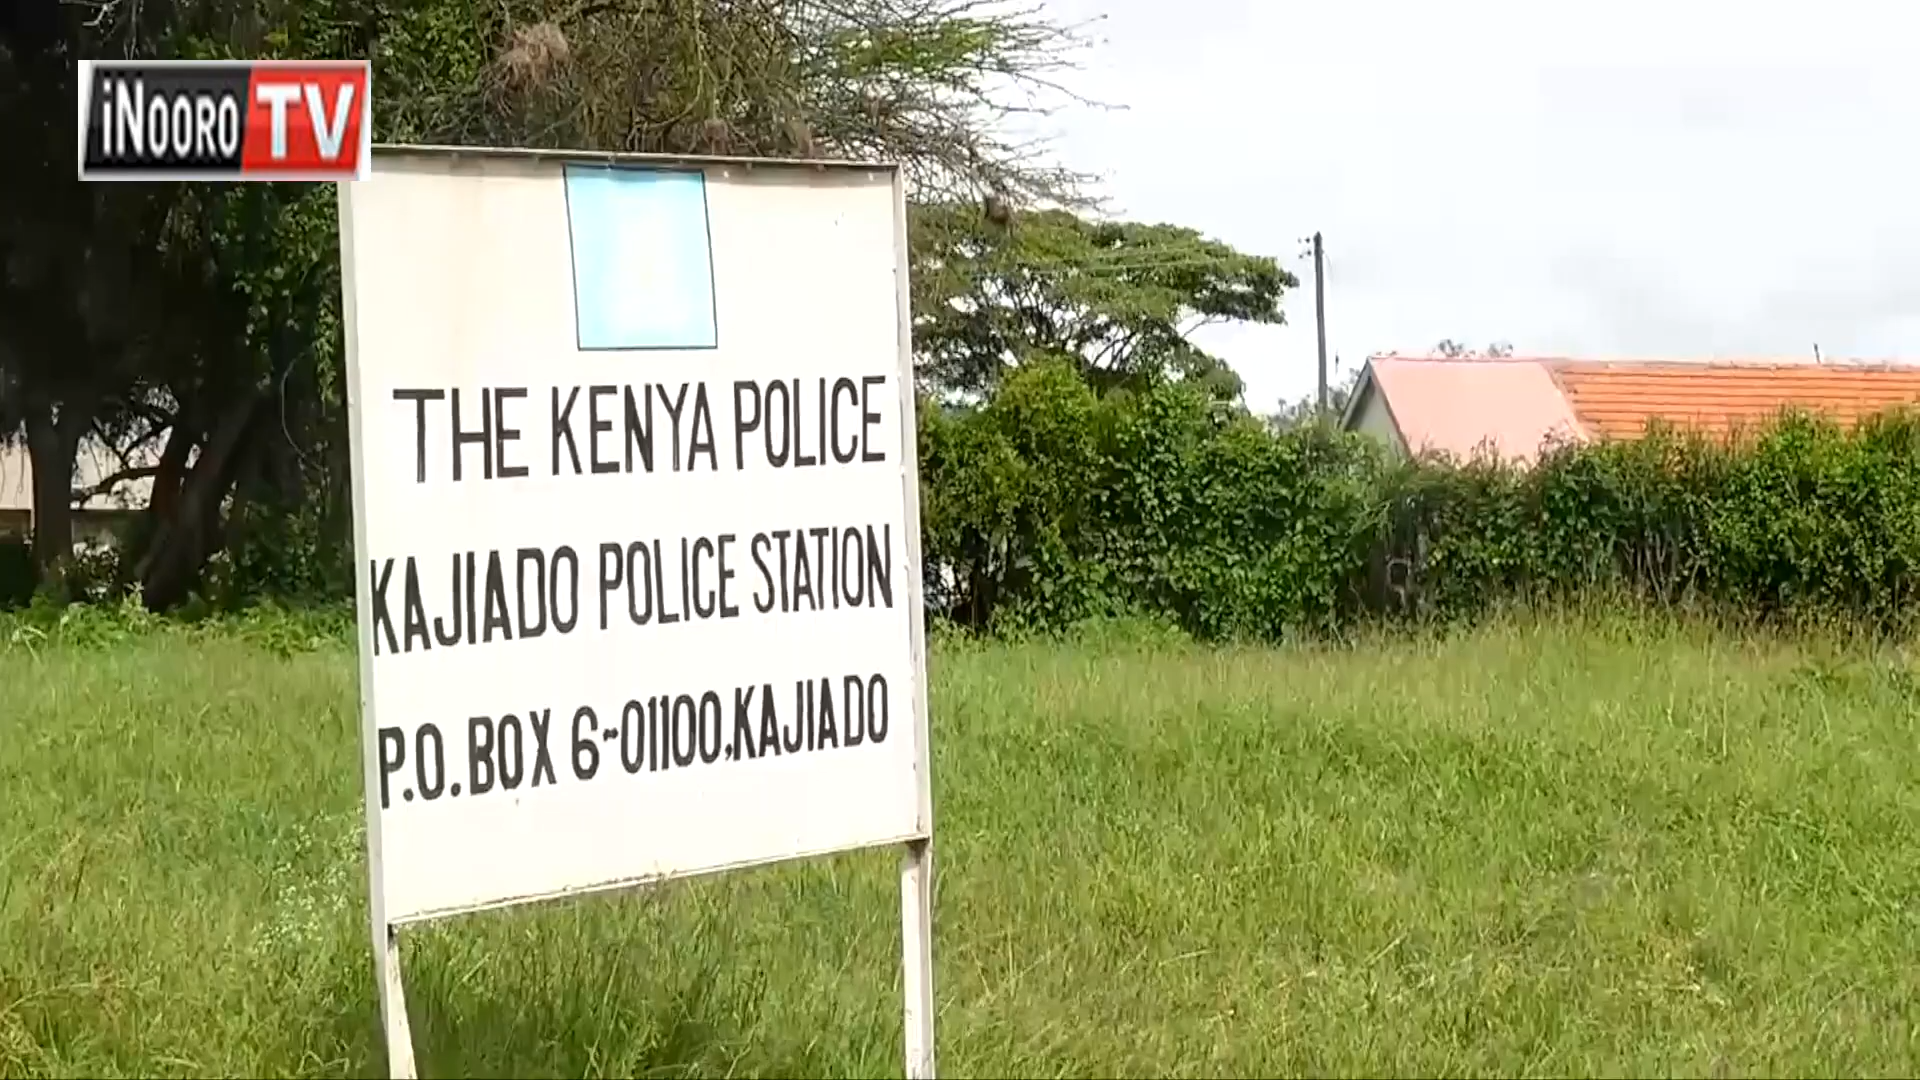 iNOORO TV
THE KENYA POLICE
KAJIADO POLICE STATION
P.O. BOX 6-01100, KAJIADO